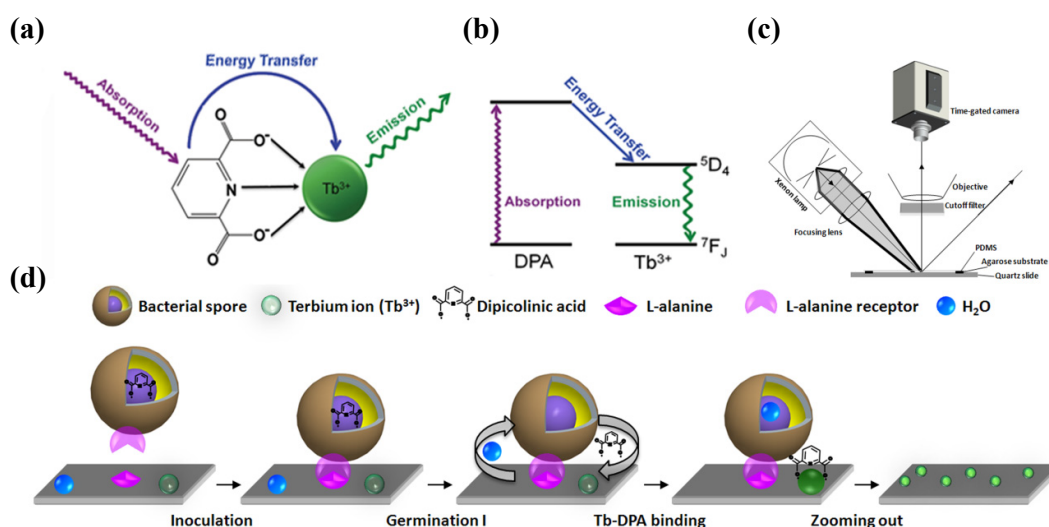 (a)
Absorption
Energy Transfer
Emission
O
O⁻
N
Tb³⁺
O⁻
O
(b)
Energy Transfer
⁵D₄
Absorption
Emission
⁷F_J
DPA
Tb³⁺
(c)
Time-gated camera
Xenon lamp
Objective
Cutoff filter
Focusing lens
PDMS
Agarose substrate
Quartz slide
(d)
Bacterial spore
Terbium ion (Tb³⁺)
Dipicolinic acid
L-alanine
L-alanine receptor
H₂O
Inoculation
Germination I
Tb-DPA binding
Zooming out